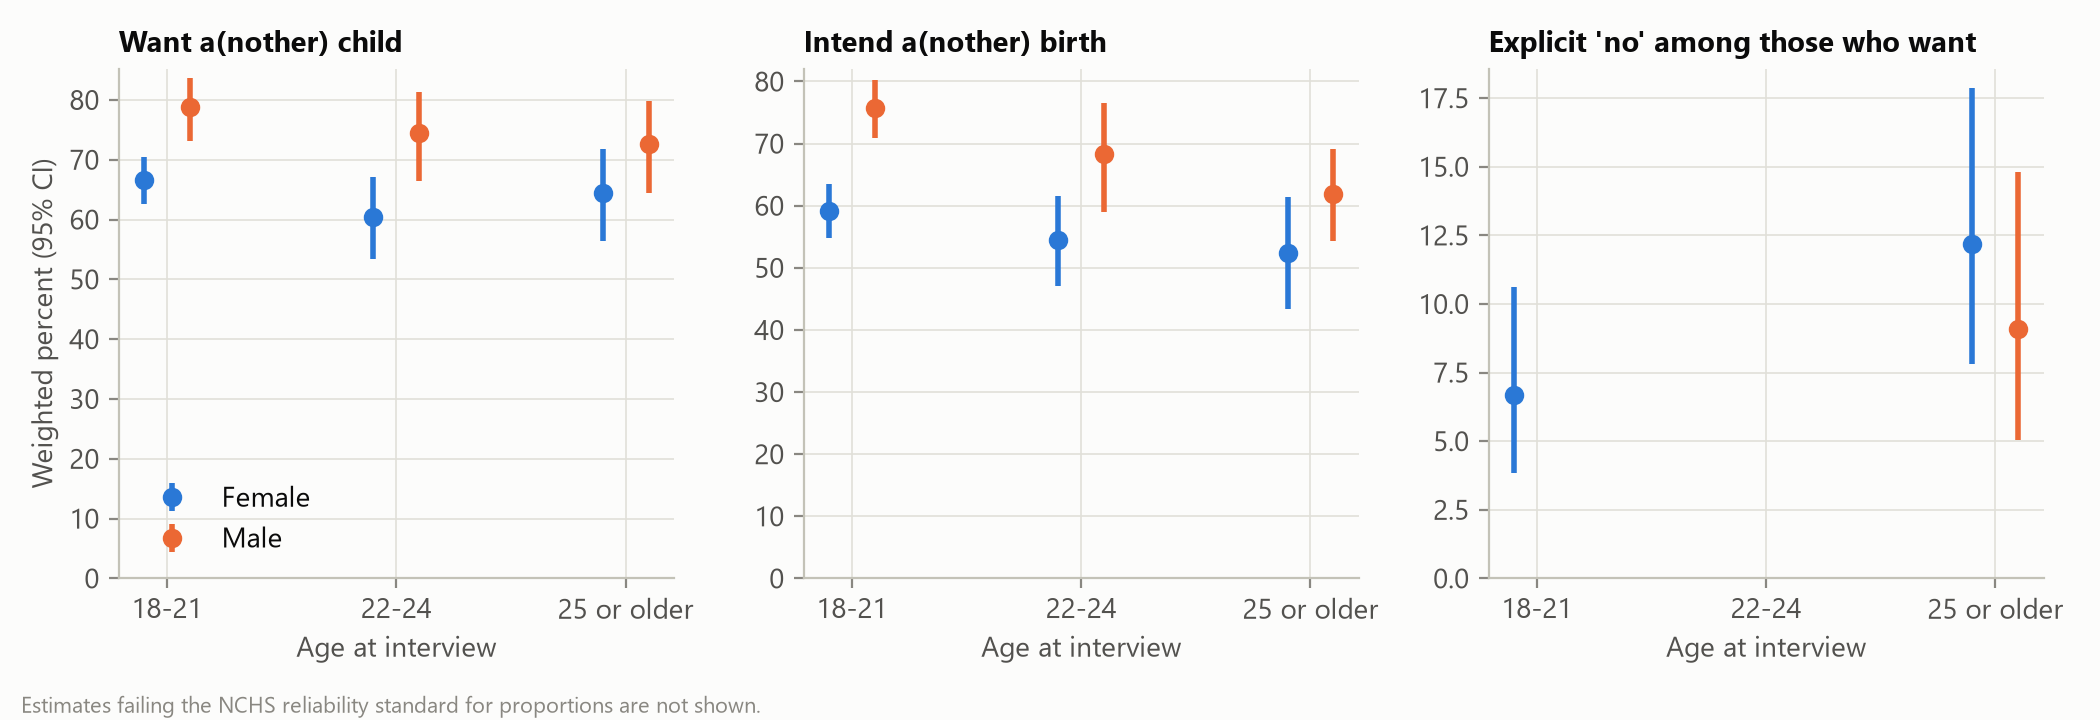 Want a(nother) child
Weighted percent (95% CI)
80
70
60
50
40
30
20
10
0
Female
Male
18-21
22-24
25 or older
Age at interview
Intend a(nother) birth
80
70
60
50
40
30
20
10
0
18-21
22-24
25 or older
Age at interview
Explicit 'no' among those who want
17.5
15.0
12.5
10.0
7.5
5.0
2.5
0.0
18-21
22-24
25 or older
Age at interview
Estimates failing the NCHS reliability standard for proportions are not shown.